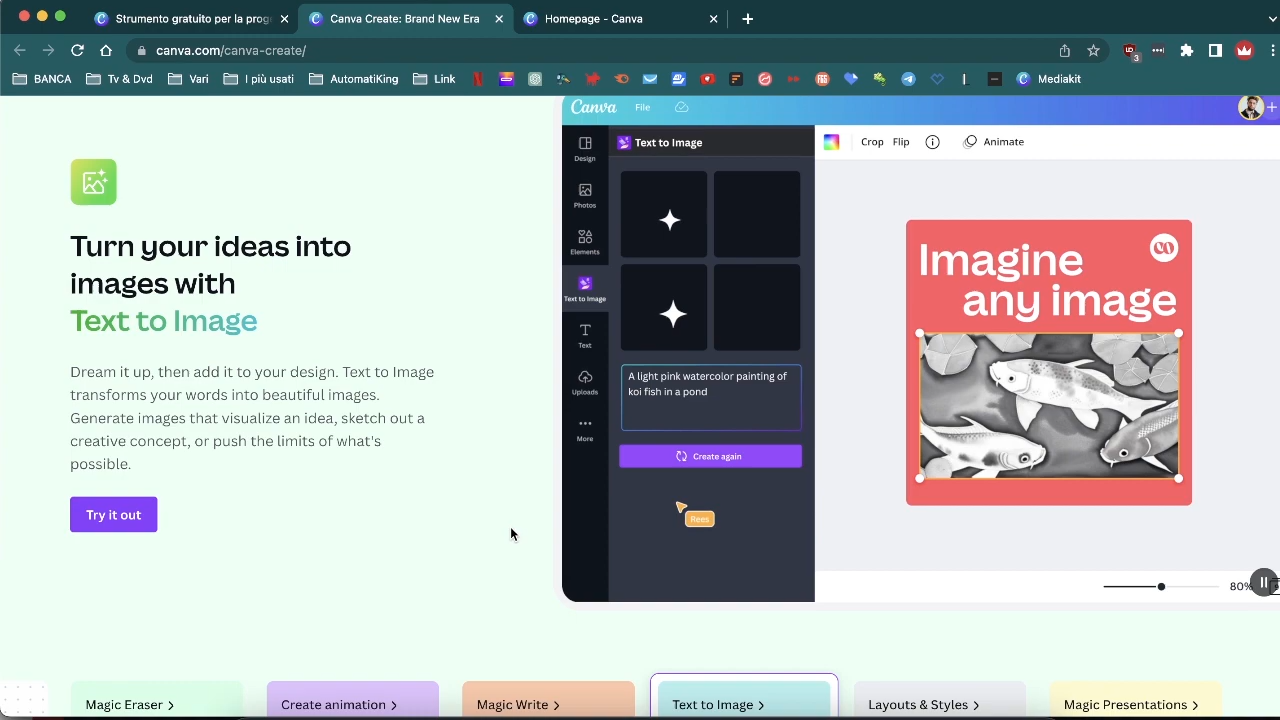 Strumento gratuito per la prog
Canva Create: Brand New Era
Homepage - Canva
canva.com/canva-create/
3
BANCA
Tv & Dvd
Vari
I più usati
AutomatiKing
Link
Mediakit
Canva
File
Text to Image
Crop
Flip
Animate
Design
Photos
Elements
Text to Image
Text
Uploads
More
Turn your ideas into
images with
Text to Image
Dream it up, then add it to your design. Text to Image
transforms your words into beautiful images.
Generate images that visualize an idea, sketch out a
creative concept, or push the limits of what's
possible.
Try it out
A light pink watercolor painting of
koi fish in a pond
Create again
Rees
Imagine
any image
80%
Magic Eraser
Create animation
Magic Write
Text to Image
Layouts & Styles
Magic Presentations